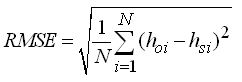 RMSE = √(1/N ∑_{i=1}^{N} (h_{oi} − h_{si})²)